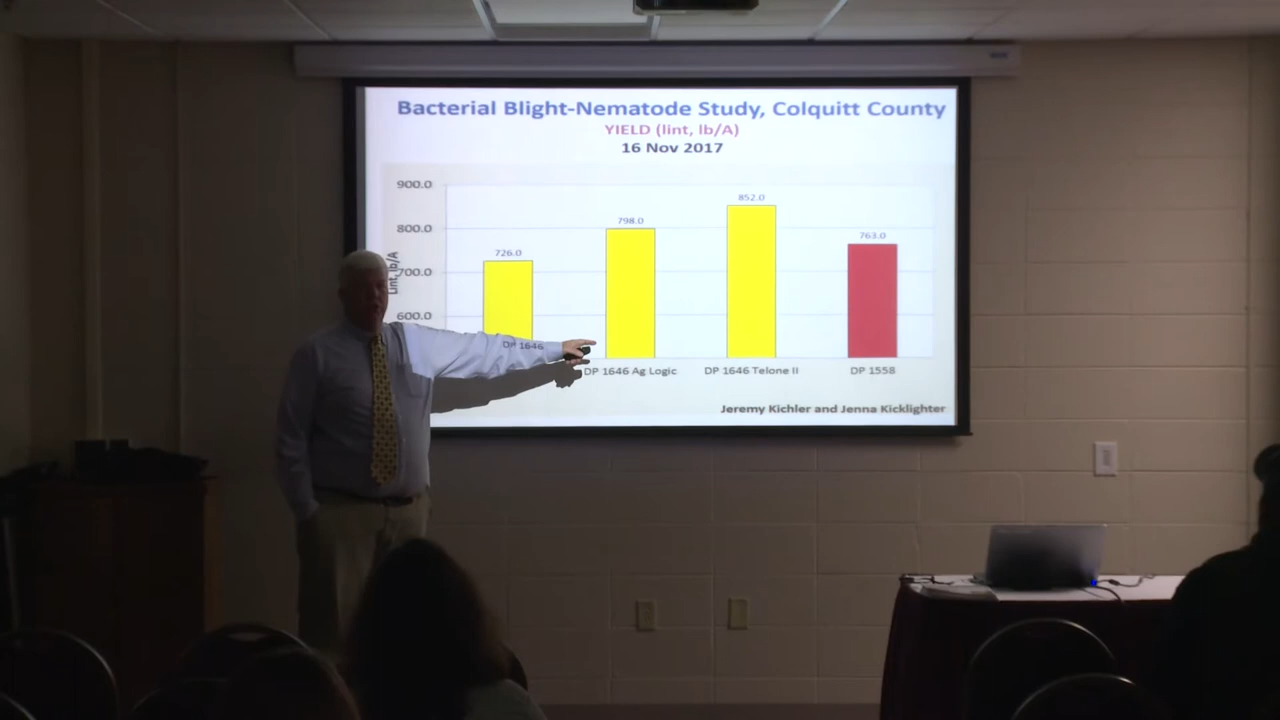 Bacterial Blight-Nematode Study, Colquitt County
YIELD (lint, lb/A)
16 Nov 2017
900.0
800.0
700.0
600.0
Lint, lb/A
726.0
798.0
852.0
763.0
DP 1646
DP 1646 Ag Logic
DP 1646 Telone II
DP 1558
Jeremy Kichler and Jenna Kicklighter